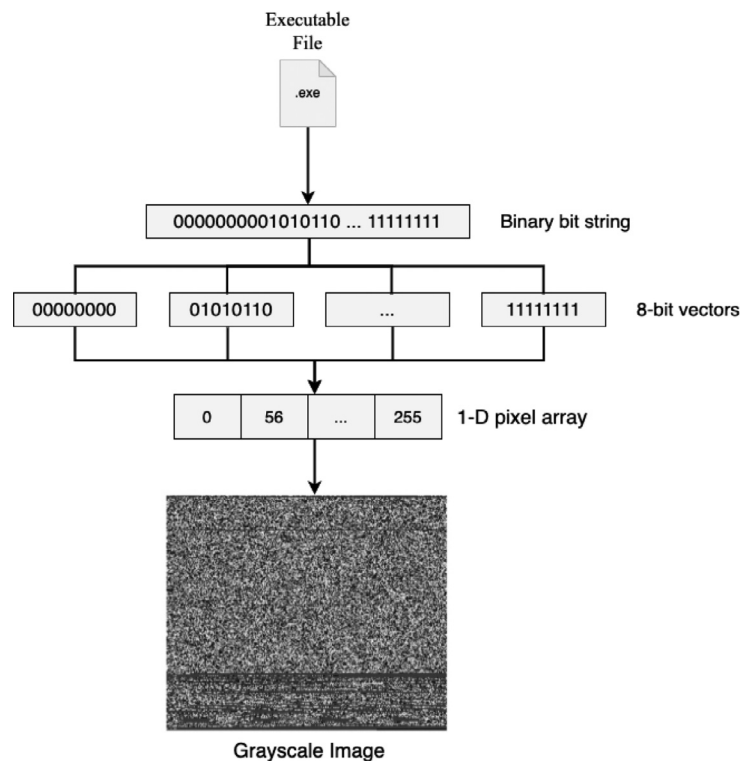 Executable
File
.exe
0000000001010110 ... 11111111
Binary bit string
00000000
01010110
...
11111111
8-bit vectors
0
56
...
255
1-D pixel array
Grayscale Image